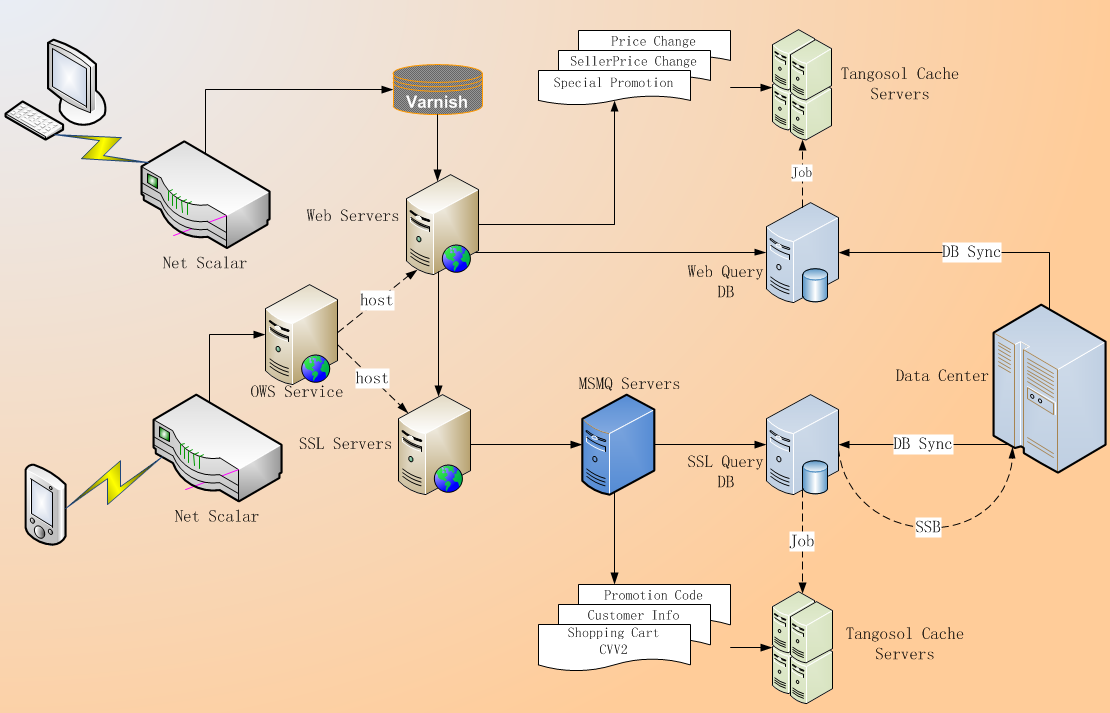 Price Change
SellerPrice Change
Special Promotion
Tangosol Cache
Servers
Varnish
Job
Web Servers
Net Scalar
Web Query
DB
DB Sync
host
OWS Service
host
MSMQ Servers
Data Center
SSL Servers
SSL Query
DB
DB Sync
Net Scalar
SSB
Job
Promotion Code
Customer Info
Shopping Cart
CVV2
Tangosol Cache
Servers